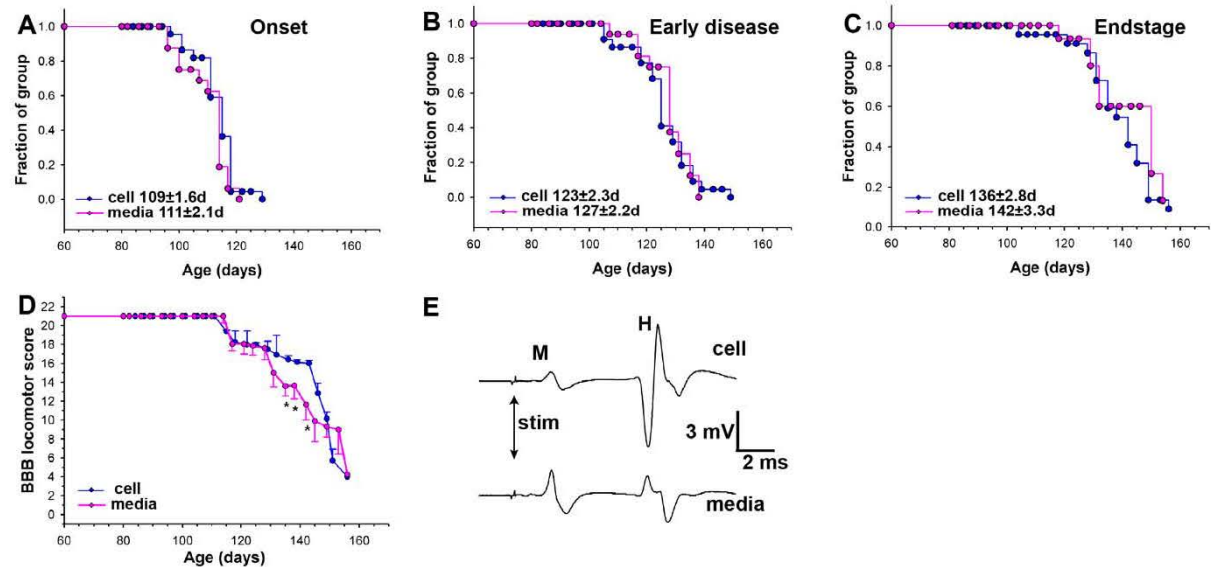 A
Onset
Fraction of group
1.0
0.8
0.6
0.4
0.2
0.0
cell 109±1.6d
media 111±2.1d
60 80 100 120 140 160
Age (days)
B
Early disease
Fraction of group
1.0
0.8
0.6
0.4
0.2
0.0
cell 123±2.3d
media 127±2.2d
60 80 100 120 140 160
Age (days)
C
Endstage
Fraction of group
1.0
0.8
0.6
0.4
0.2
0.0
cell 136±2.8d
media 142±3.3d
60 80 100 120 140 160
Age (days)
D
BBB locomotor score
22
20
18
16
14
12
10
8
6
4
2
0
* * *
cell
media
60 80 100 120 140 160
Age (days)
E
M
H
cell
stim
3 mV
2 ms
media